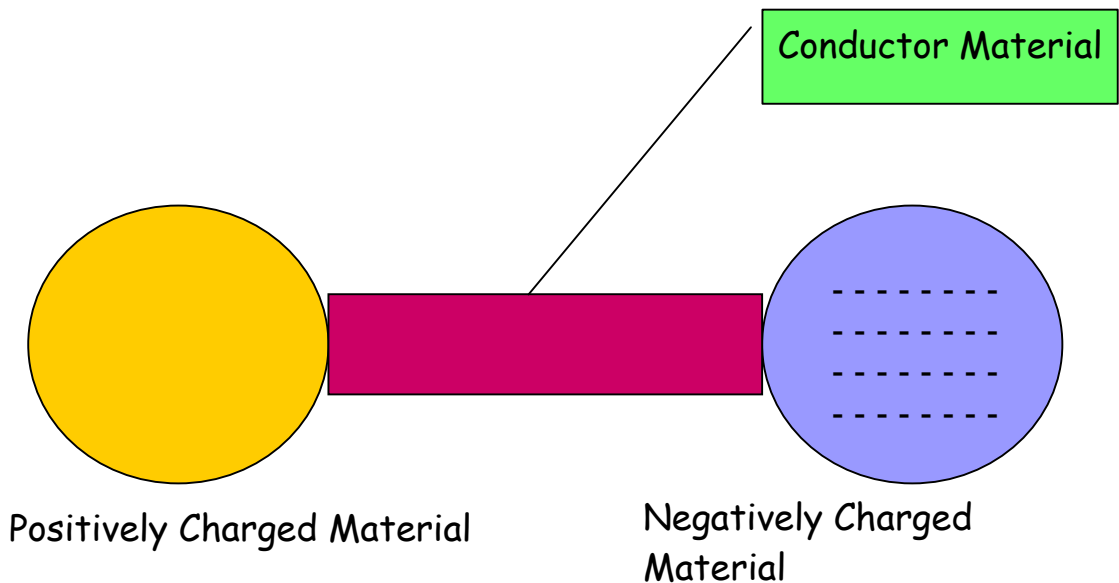 Conductor Material
- - - - - - - -
- - - - - - - -
- - - - - - - -
- - - - - - - -
Positively Charged Material
Negatively Charged
Material